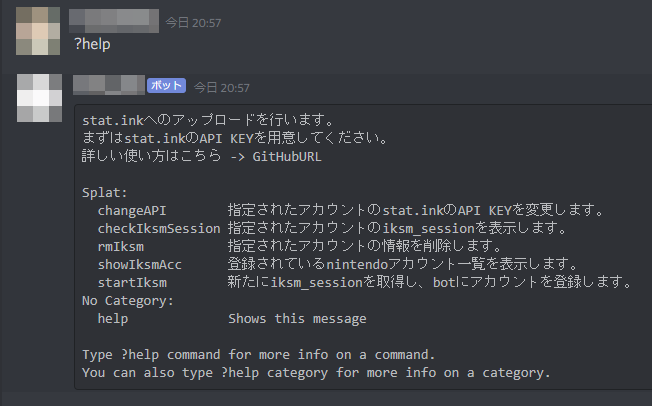 今日 20:57
?help
ボット 今日 20:57
stat.inkへのアップロードを行います。
まずはstat.inkのAPI KEYを用意してください。
詳しい使い方はこちら -> GitHubURL
Splat:
changeAPI 指定されたアカウントのstat.inkのAPI KEYを変更します。
checkIksmSession 指定されたアカウントのiksm_sessionを表示します。
rmIksm 指定されたアカウントの情報を削除します。
showIksmAcc 登録されているnintendoアカウント一覧を表示します。
startIksm 新たにiksm_sessionを取得し、botにアカウントを登録します。
No Category:
help Shows this message
Type ?help command for more info on a command.
You can also type ?help category for more info on a category.